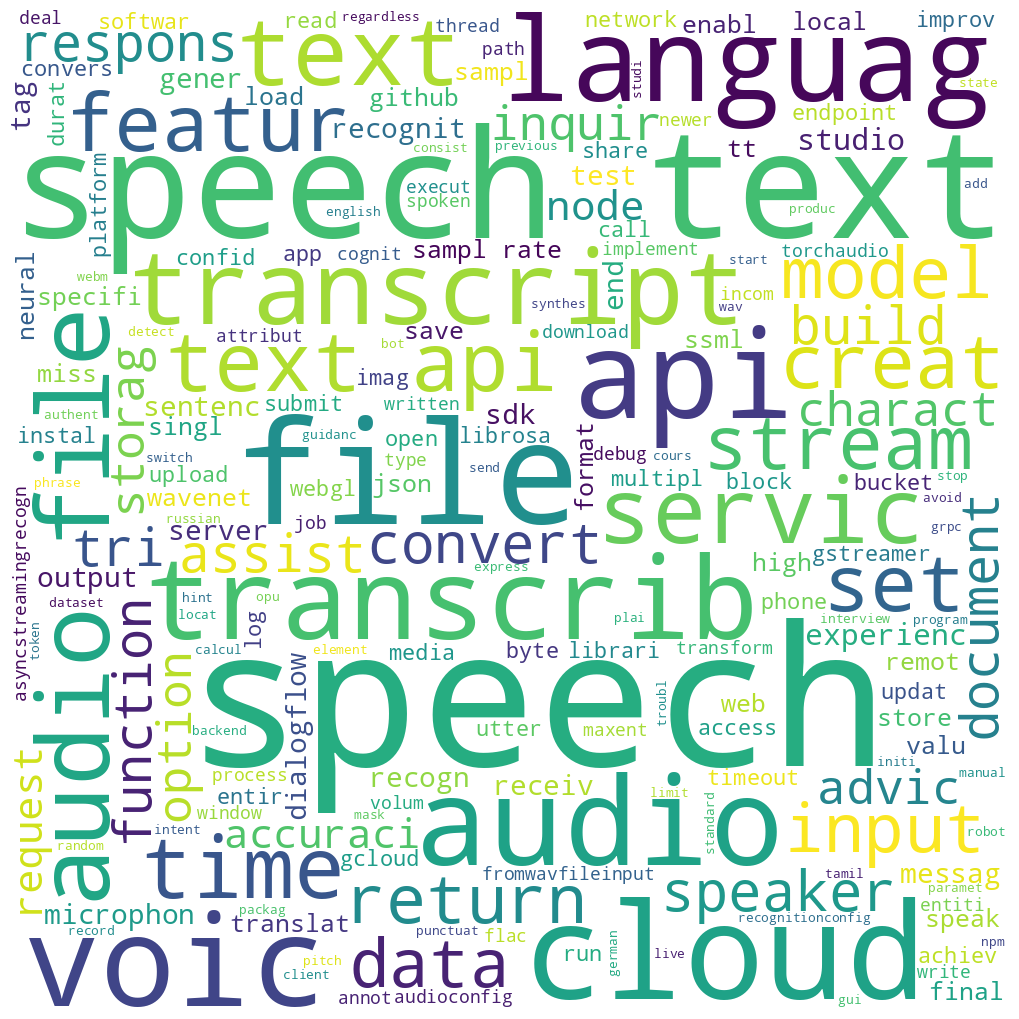 deal
softwar
read
regardless
thread
network
enabl
local
improv
respons
text
languag
convers
gener
load
path
sampl
studi
state
tag
durat
featur
recognit
github
inquir
newer
endpoint
studio
consist
previous
share
tt
speech text
platform
execut
spoken
english
test
node
call
produc
add
neural
webm
confid
app
cognit
sampl rate
implement
end
torchaudio
start
model
specifi
transcript
synthes
incom
wav
build
detect
attribut
bot
save
download
ssml
file
miss
text api
api
creat
imag
authent
storag
sentenc
submit
written
sdk
charact
instal
singl
guidanc
open
librosa
format
debug
cours
stream
switch
type
send
multipl
block
bucket
stop
phrase
upload
webgl
json
avoid
wavenet
russian
server
job
file
servic
grpc
tri
assist
convert
gstreamer
document
output
hint
express
high
set
dataset
locat
opu
transcrib
plai
phone
interview
program
asyncstreamingrecogn
token
calcul
log
element
media
byte
librari
transform
experienc
remot
audio file
function
option
dialogflow
speech
troubl
access
web
updat
store
backend
utter
maxent
valu
request
process
recogn
receiv
timeout
initi
manual
window
entir
volum
limit
advic
random
intent
mask
accuraci
audio
standard
input
robot
time
gcloud
fromwavfileinput
tamil
messag
paramet
microphon
packag
return
speaker
entiti
recognitionconfig
speak
record
translat
punctuat
flac
german
live
npm
achiev
voic
pitch
client
data
run
cloud
write
annot
audioconfig
gui
final